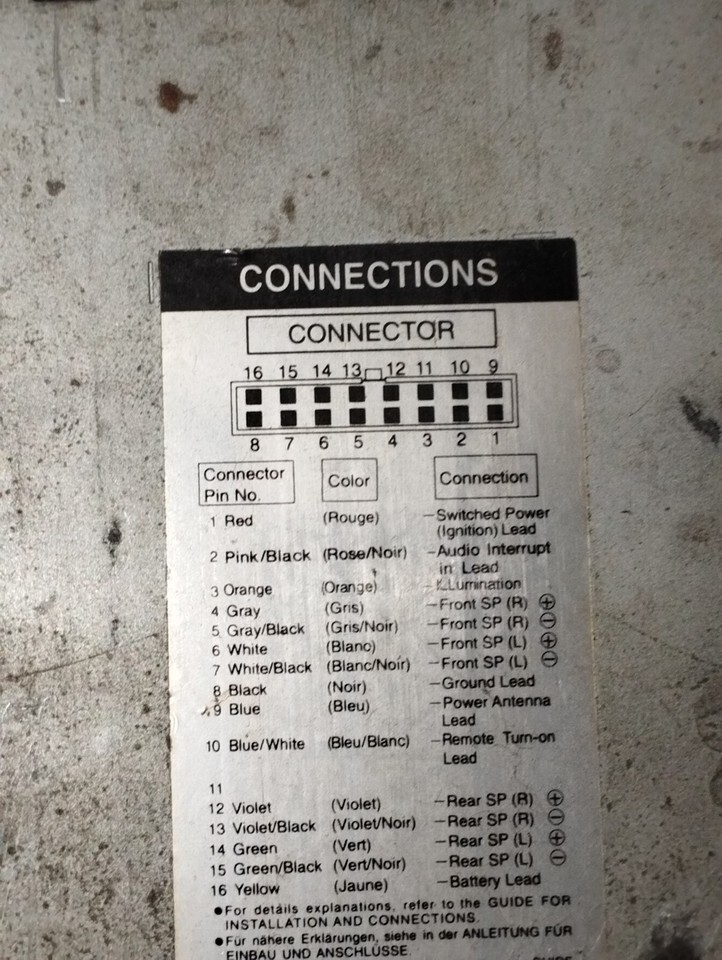 CONNECTIONS
CONNECTOR
16 15 14 13 12 11 10 9
8 7 6 5 4 3 2 1
Connector Pin No. Color Connection
1 Red (Rouge) –Switched Power
(Ignition) Lead
2 Pink/Black (Rose/Noir) –Audio Interrupt
in Lead
3 Orange (Orange) –Illumination
4 Gray (Gris) –Front SP (R) ⊕
5 Gray/Black (Gris/Noir) –Front SP (R) ⊖
6 White (Blanc) –Front SP (L) ⊕
7 White/Black (Blanc/Noir) –Front SP (L) ⊖
8 Black (Noir) –Ground Lead
9 Blue (Bleu) –Power Antenna
Lead
10 Blue/White (Bleu/Blanc) –Remote Turn-on
Lead
11
12 Violet (Violet) –Rear SP (R) ⊕
13 Violet/Black (Violet/Noir) –Rear SP (R) ⊖
14 Green (Vert) –Rear SP (L) ⊕
15 Green/Black (Vert/Noir) –Rear SP (L) ⊖
16 Yellow (Jaune) –Battery Lead
●For details explanations, refer to the GUIDE FOR
INSTALLATION AND CONNECTIONS.
●Für nähere Erklärungen, siehe in der ANLEITUNG FÜR
EINBAU UND ANSCHLÜSSE.